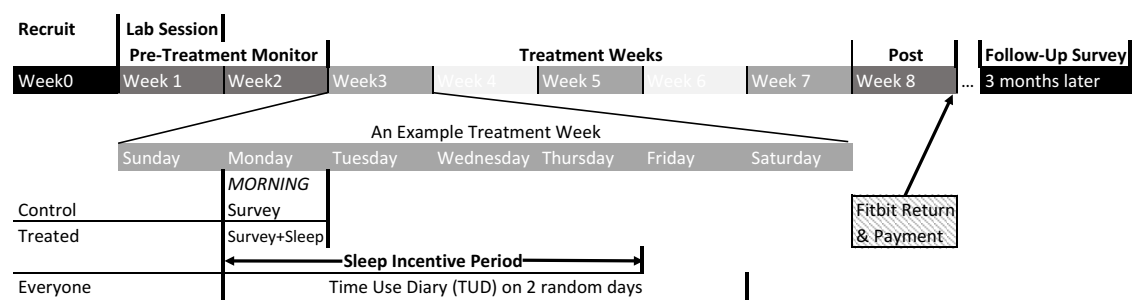 Recruit Lab Session
Pre-Treatment Monitor Treatment Weeks Post Follow-Up Survey
Week0 Week 1 Week2 Week3 Week 4 Week 5 Week 6 Week 7 Week 8 ... 3 months later
An Example Treatment Week
Sunday Monday Tuesday Wednesday Thursday Friday Saturday
MORNING
Control Survey Fitbit Return
Treated Survey+Sleep & Payment
Sleep Incentive Period
Everyone Time Use Diary (TUD) on 2 random days